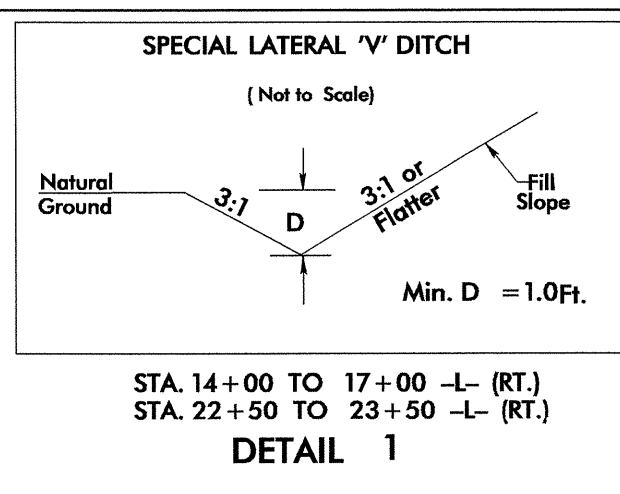 SPECIAL LATERAL 'V' DITCH
( Not to Scale)
Natural
Ground
3:1
D
3:1 or
Flatter
Fill
Slope
Min. D = 1.0Ft.
STA. 14+00 TO 17+00 -L- (RT.)
STA. 22+50 TO 23+50 -L- (RT.)
DETAIL 1